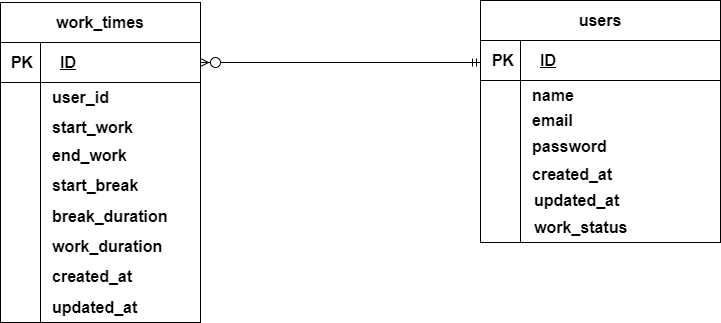 work_times
PK ID
user_id
start_work
end_work
start_break
break_duration
work_duration
created_at
updated_at
users
PK ID
name
email
password
created_at
updated_at
work_status